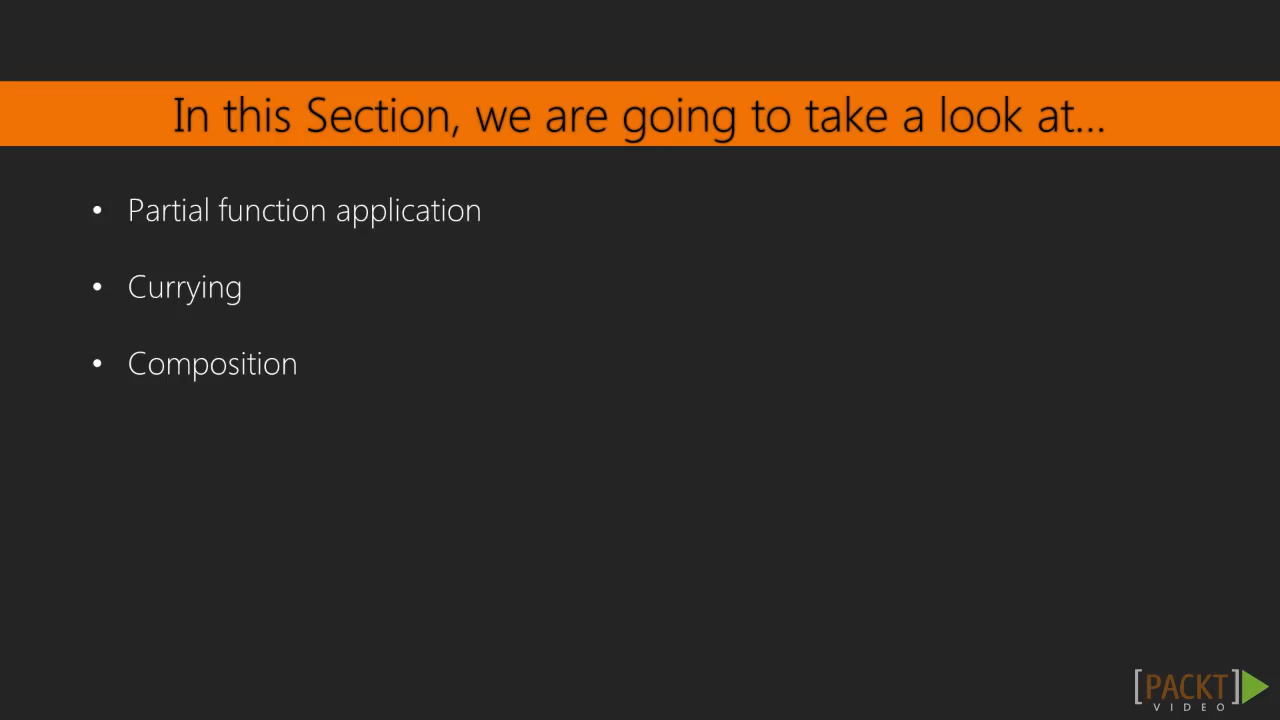 In this Section, we are going to take a look at...
• Partial function application
• Currying
• Composition
[PACKT]
VIDEO